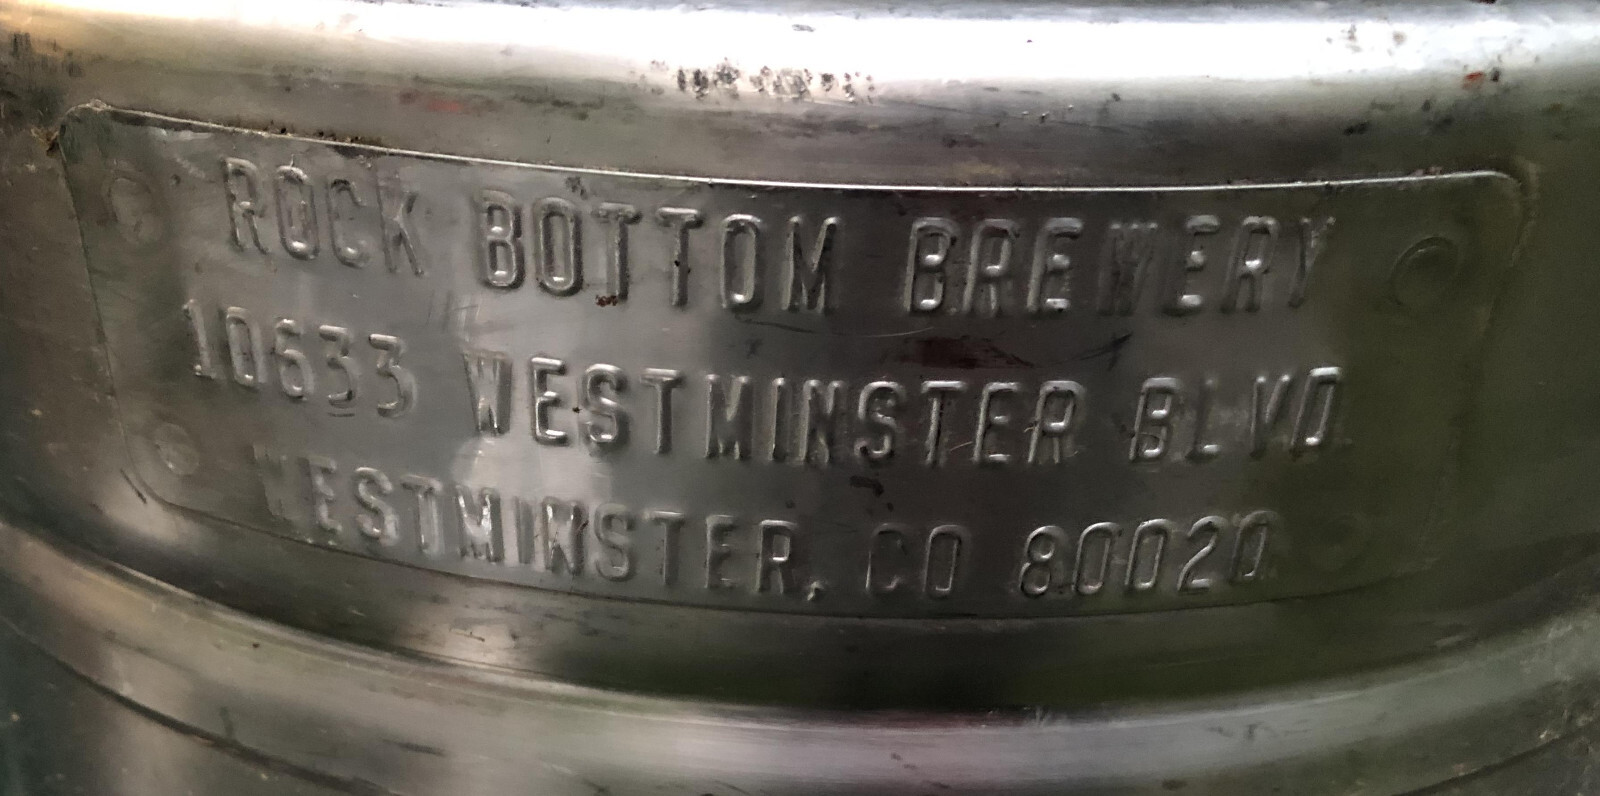 ROCK BOTTOM BREWERY
10633 WESTMINSTER BLVD.
WESTMINSTER, CO 80020